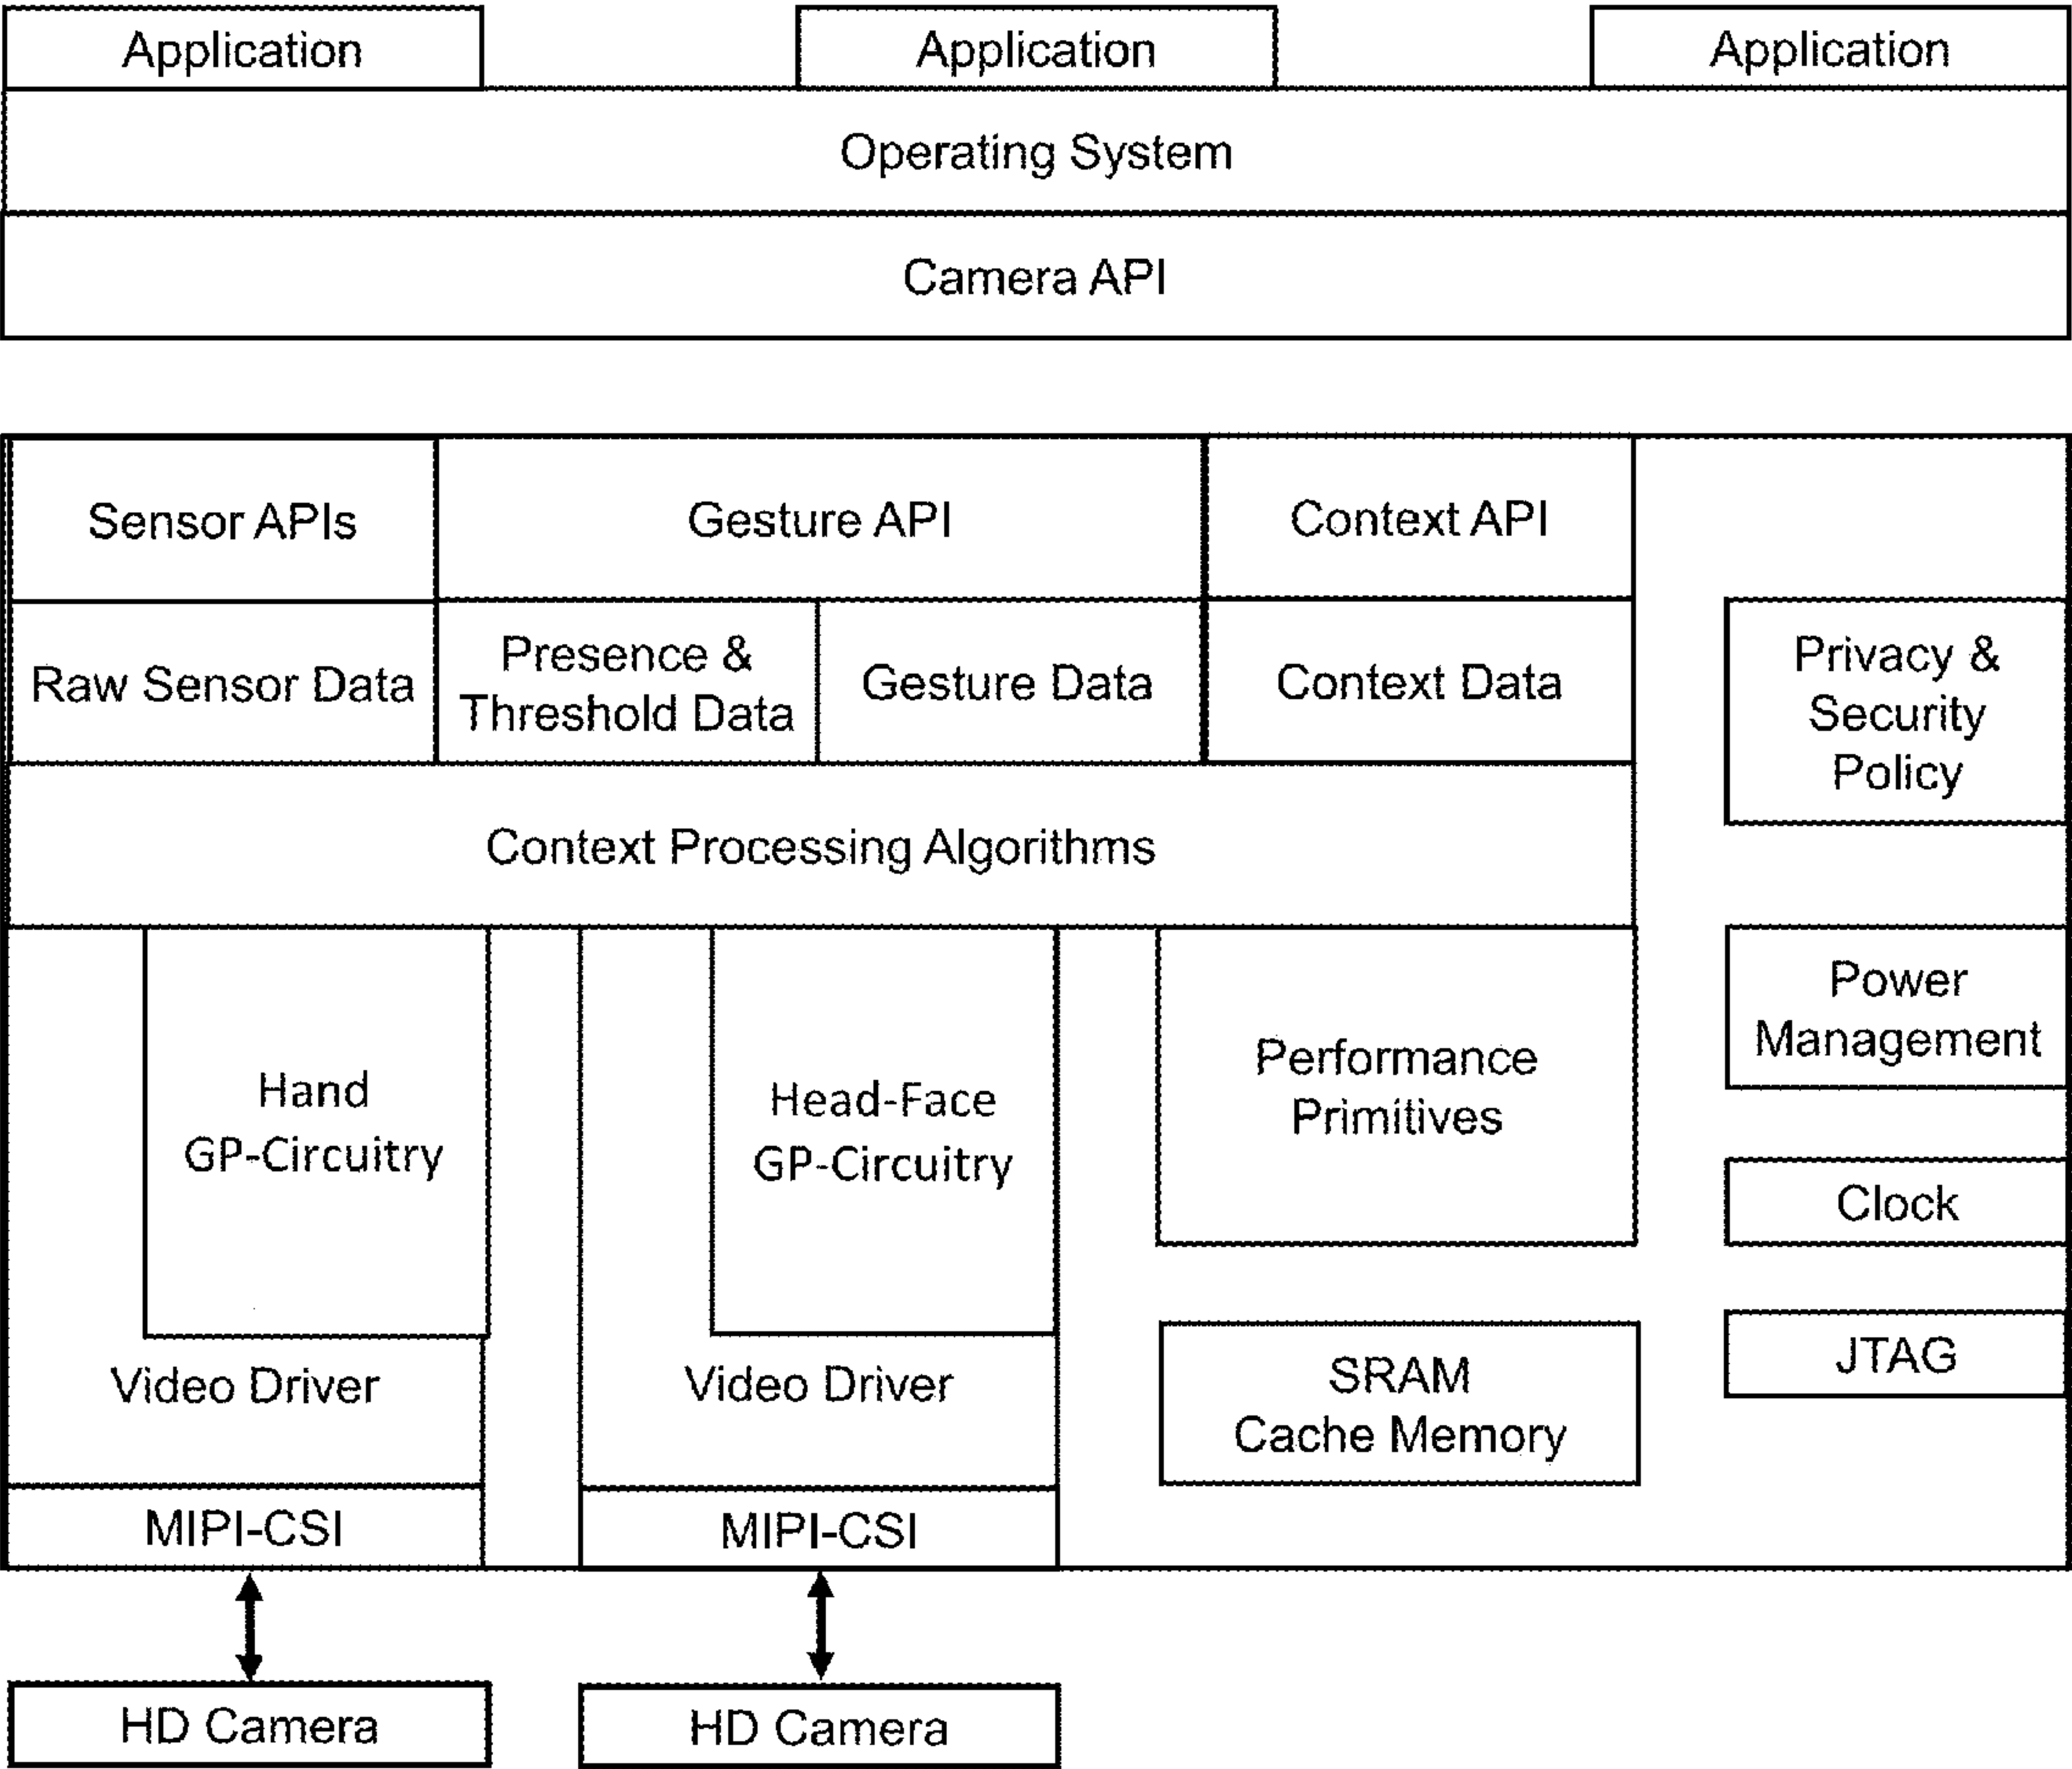 Application
Application
Application
Operating System
Camera API
Sensor APIs
Gesture API
Context API
Raw Sensor Data
Presence &
Threshold Data
Gesture Data
Context Data
Privacy &
Security
Policy
Context Processing Algorithms
Hand
GP-Circuitry
Head-Face
GP-Circuitry
Performance
Primitives
Power
Management
Clock
Video Driver
Video Driver
SRAM
Cache Memory
JTAG
MIPI-CSI
MIPI-CSI
HD Camera
HD Camera